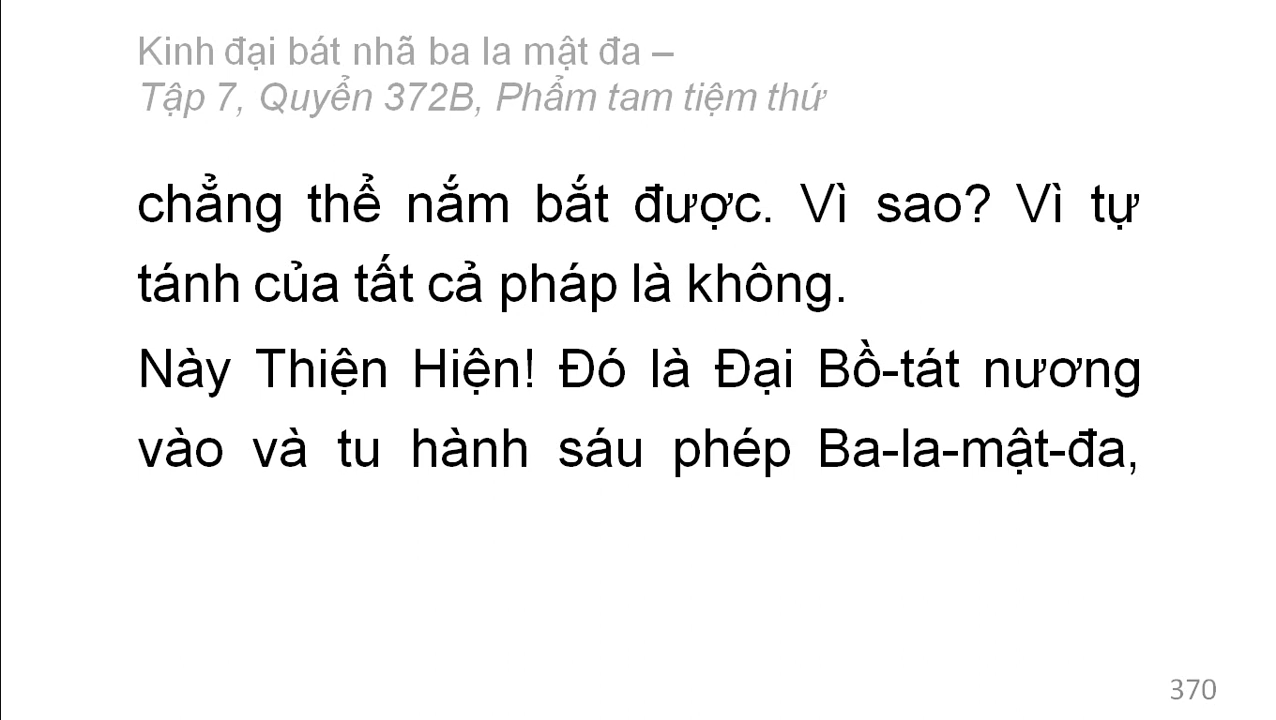 Kinh đại bát nhã ba la mật đa –
Tập 7, Quyển 372B, Phẩm tam tiệm thứ
chẳng thể nắm bắt được. Vì sao? Vì tự
tánh của tất cả pháp là không.
Này Thiện Hiện! Đó là Đại Bồ-tát nương
vào và tu hành sáu phép Ba-la-mật-đa,
370